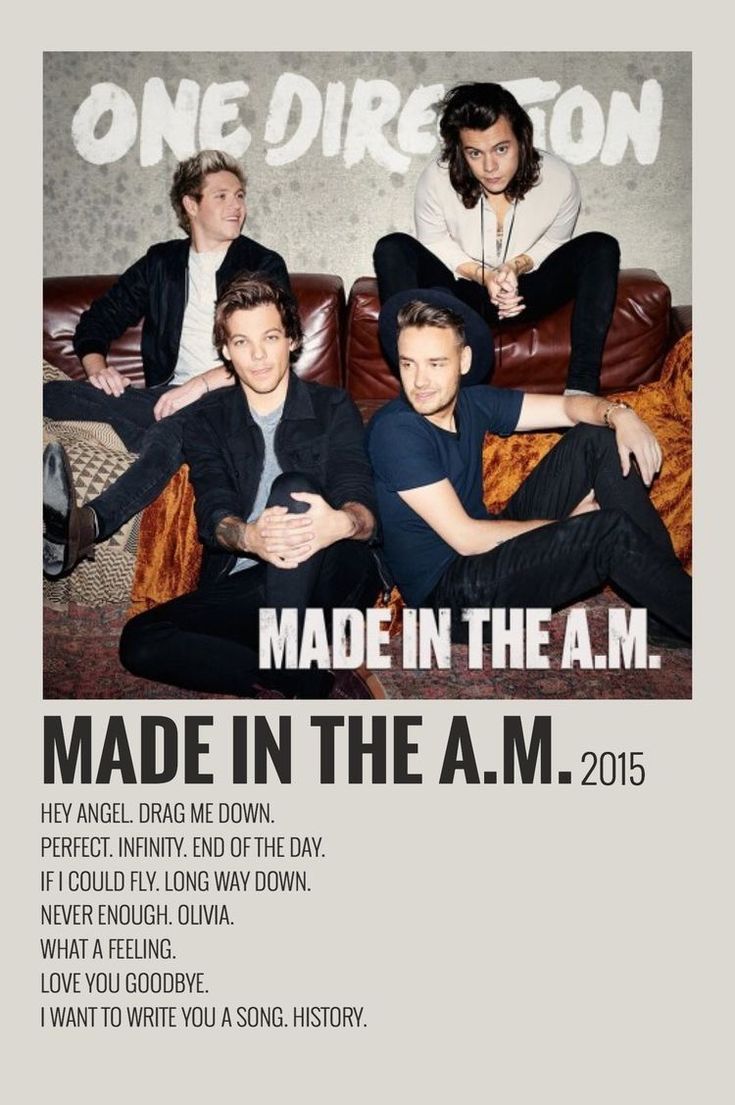 ONE DIRECTION
MADE IN THE A.M.
MADE IN THE A.M. 2015
HEY ANGEL. DRAG ME DOWN.
PERFECT. INFINITY. END OF THE DAY.
IF I COULD FLY. LONG WAY DOWN.
NEVER ENOUGH. OLIVIA.
WHAT A FEELING.
LOVE YOU GOODBYE.
I WANT TO WRITE YOU A SONG. HISTORY.